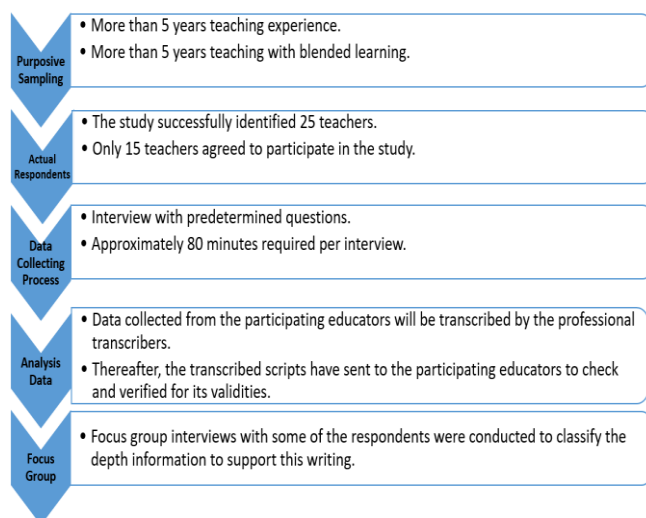 Purposive
Sampling
• More than 5 years teaching experience.
• More than 5 years teaching with blended learning.
Actual
Respondents
• The study successfully identified 25 teachers.
• Only 15 teachers agreed to participate in the study.
Data
Collecting
Process
• Interview with predetermined questions.
• Approximately 80 minutes required per interview.
Analysis
Data
• Data collected from the participating educators will be transcribed by the professional
transcribers.
• Thereafter, the transcribed scripts have sent to the participating educators to check
and verified for its validities.
Focus
Group
• Focus group interviews with some of the respondents were conducted to classify the
depth information to support this writing.